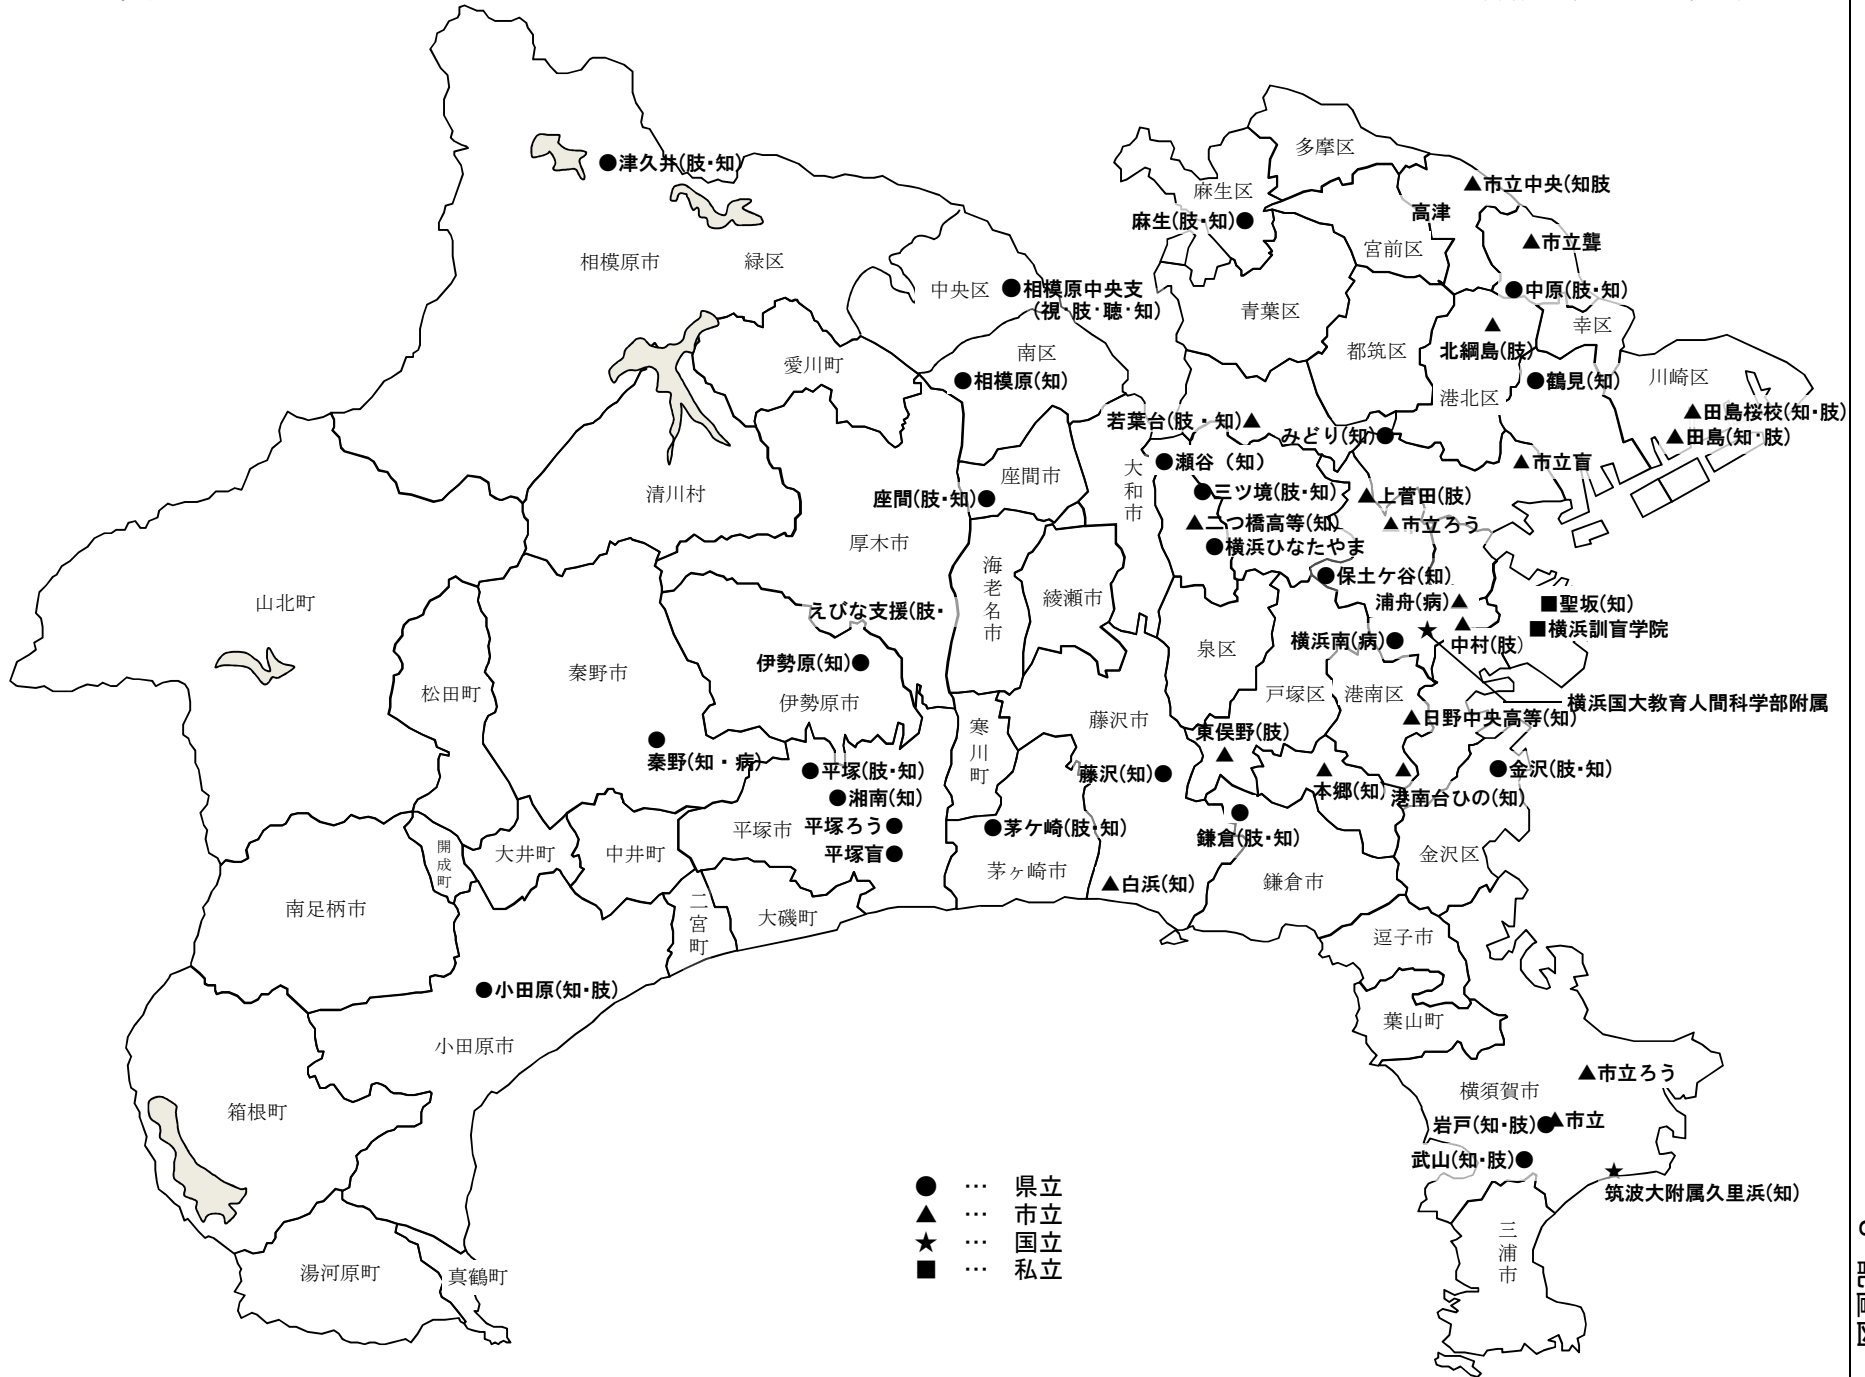 多摩区
●津久井(肢・知)
▲市立中央(知肢
麻生区
麻生(肢・知)●
高津
▲市立聾
宮前区
相模原市
緑区
中央区
●相模原中央支
(視・肢・聴・知)
●中原(肢・知)
青葉区
幸区
▲
北綱島(肢)
都筑区
南区
愛川町
●相模原(知)
●鶴見(知)
川崎区
港北区
▲田島桜校(知・肢)
▲田島(知・肢)
若葉台(肢・知)▲
みどり(知)●
●瀬谷（知）
▲市立盲
大和市
座間市
座間(肢・知)●
清川村
●三ツ境(肢・知)
▲上菅田(肢)
▲二つ橋高等(知)
▲市立ろう
●横浜ひなたやま
厚木市
海老名市
綾瀬市
●保土ケ谷(知)
浦舟(病)▲
■聖坂(知)
山北町
えびな支援(肢・
★
▲
中村(肢)
■横浜訓盲学院
横浜南(病)●
泉区
伊勢原(知)●
秦野市
松田町
伊勢原市
戸塚区
港南区
横浜国大教育人間科学部附属
藤沢市
▲日野中央高等(知)
寒川町
東俣野(肢)
▲
●
秦野(知・病)
●平塚(肢・知)
藤沢(知)●
▲
本郷(知)
▲
港南台ひの(知)
●金沢(肢・知)
●湘南(知)
●
鎌倉(肢・知)
平塚市
平塚ろう●
●茅ケ崎(肢・知)
平塚盲●
開成町
大井町
中井町
金沢区
茅ヶ崎市
▲白浜(知)
鎌倉市
南足柄市
二宮町
大磯町
逗子市
●小田原(知・肢)
葉山町
小田原市
▲市立ろう
横須賀市
箱根町
岩戸(知・肢)●
▲市立
武山(知・肢)●
★
筑波大附属久里浜(知)
● … 県立
▲ … 市立
★ … 国立
■ … 私立
三浦市
湯河原町
真鶴町